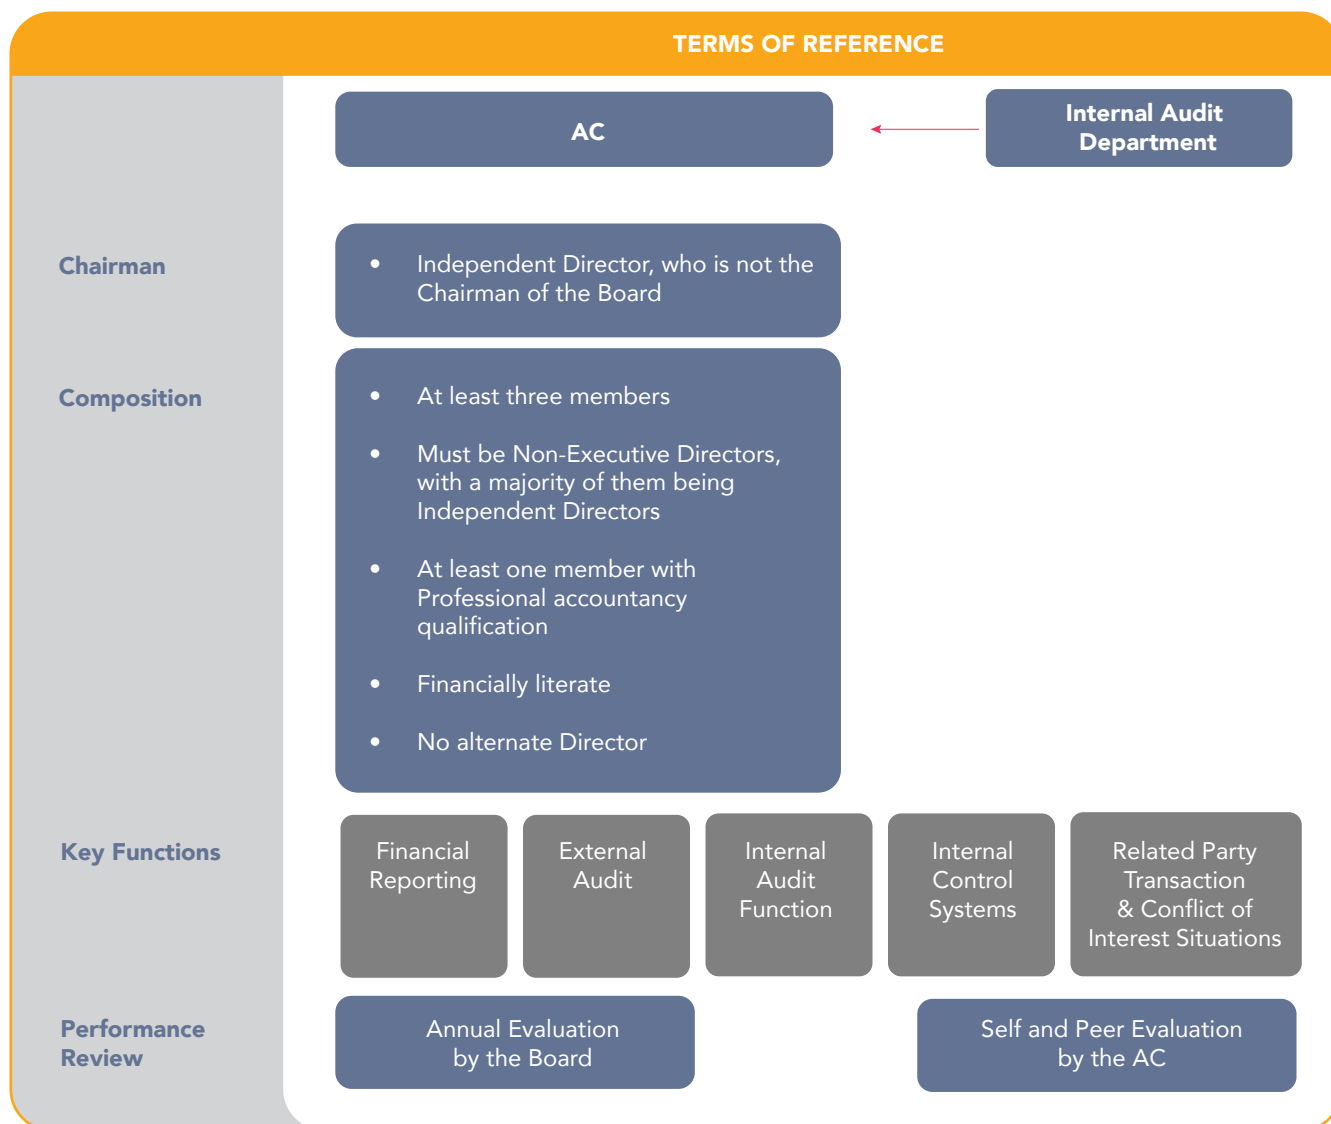 TERMS OF REFERENCE
AC
Internal Audit
Department
Chairman
• Independent Director, who is not the
Chairman of the Board
Composition
• At least three members
• Must be Non-Executive Directors,
with a majority of them being
Independent Directors
• At least one member with
Professional accountancy
qualification
• Financially literate
• No alternate Director
Key Functions
Financial
Reporting
External
Audit
Internal
Audit
Function
Internal
Control
Systems
Related Party
Transaction
& Conflict of
Interest Situations
Performance
Review
Annual Evaluation
by the Board
Self and Peer Evaluation
by the AC